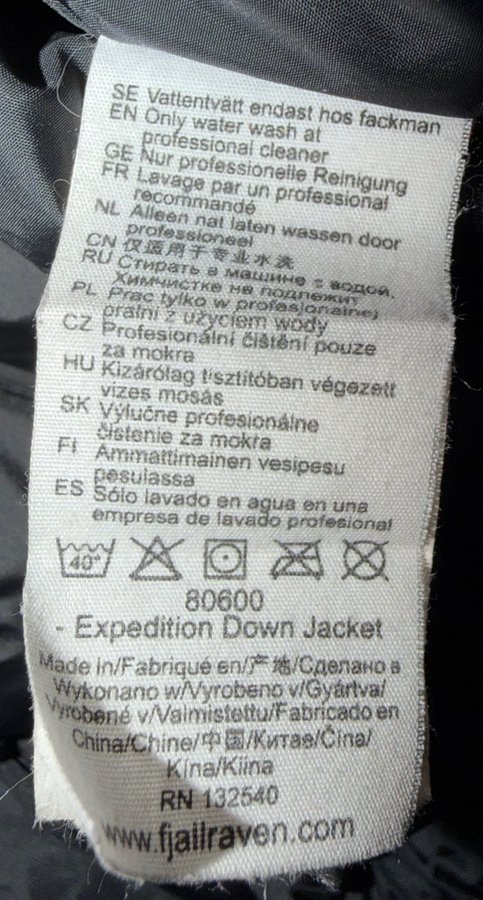 SE Vattentvätt endast hos fackman
EN Only water wash at
professional cleaner
GE Nur professionelle Reinigung
FR Lavage par un professional
recommandé
NL Alleen nat laten wassen door
professioneel
CN 仅适用于专业水洗
RU Стирать в машине с водой.
Химчистке не подлежит
PL Prac tylko w profesjonalnej
pralni z użyciem wody
CZ Profesionální čištění pouze
za mokra
HU Kizárólag tisztítóban végezett
vizes mosás
SK Výlučne profesionálne
čistenie za mokra
FI Ammattimainen vesipesu
pesulassa
ES Sólo lavado en agua en una
empresa de lavado profesional
40°
80600
- Expedition Down Jacket
Made in/Fabriqué en/产地/Сделано в
Wykonano w/Vyrobeno v/Gyártva/
Vyrobené v/Valmistettu/Fabricado en
China/Chine/中国/Китае/Čína/
Kína/Kiina
RN 132540
www.fjallraven.com